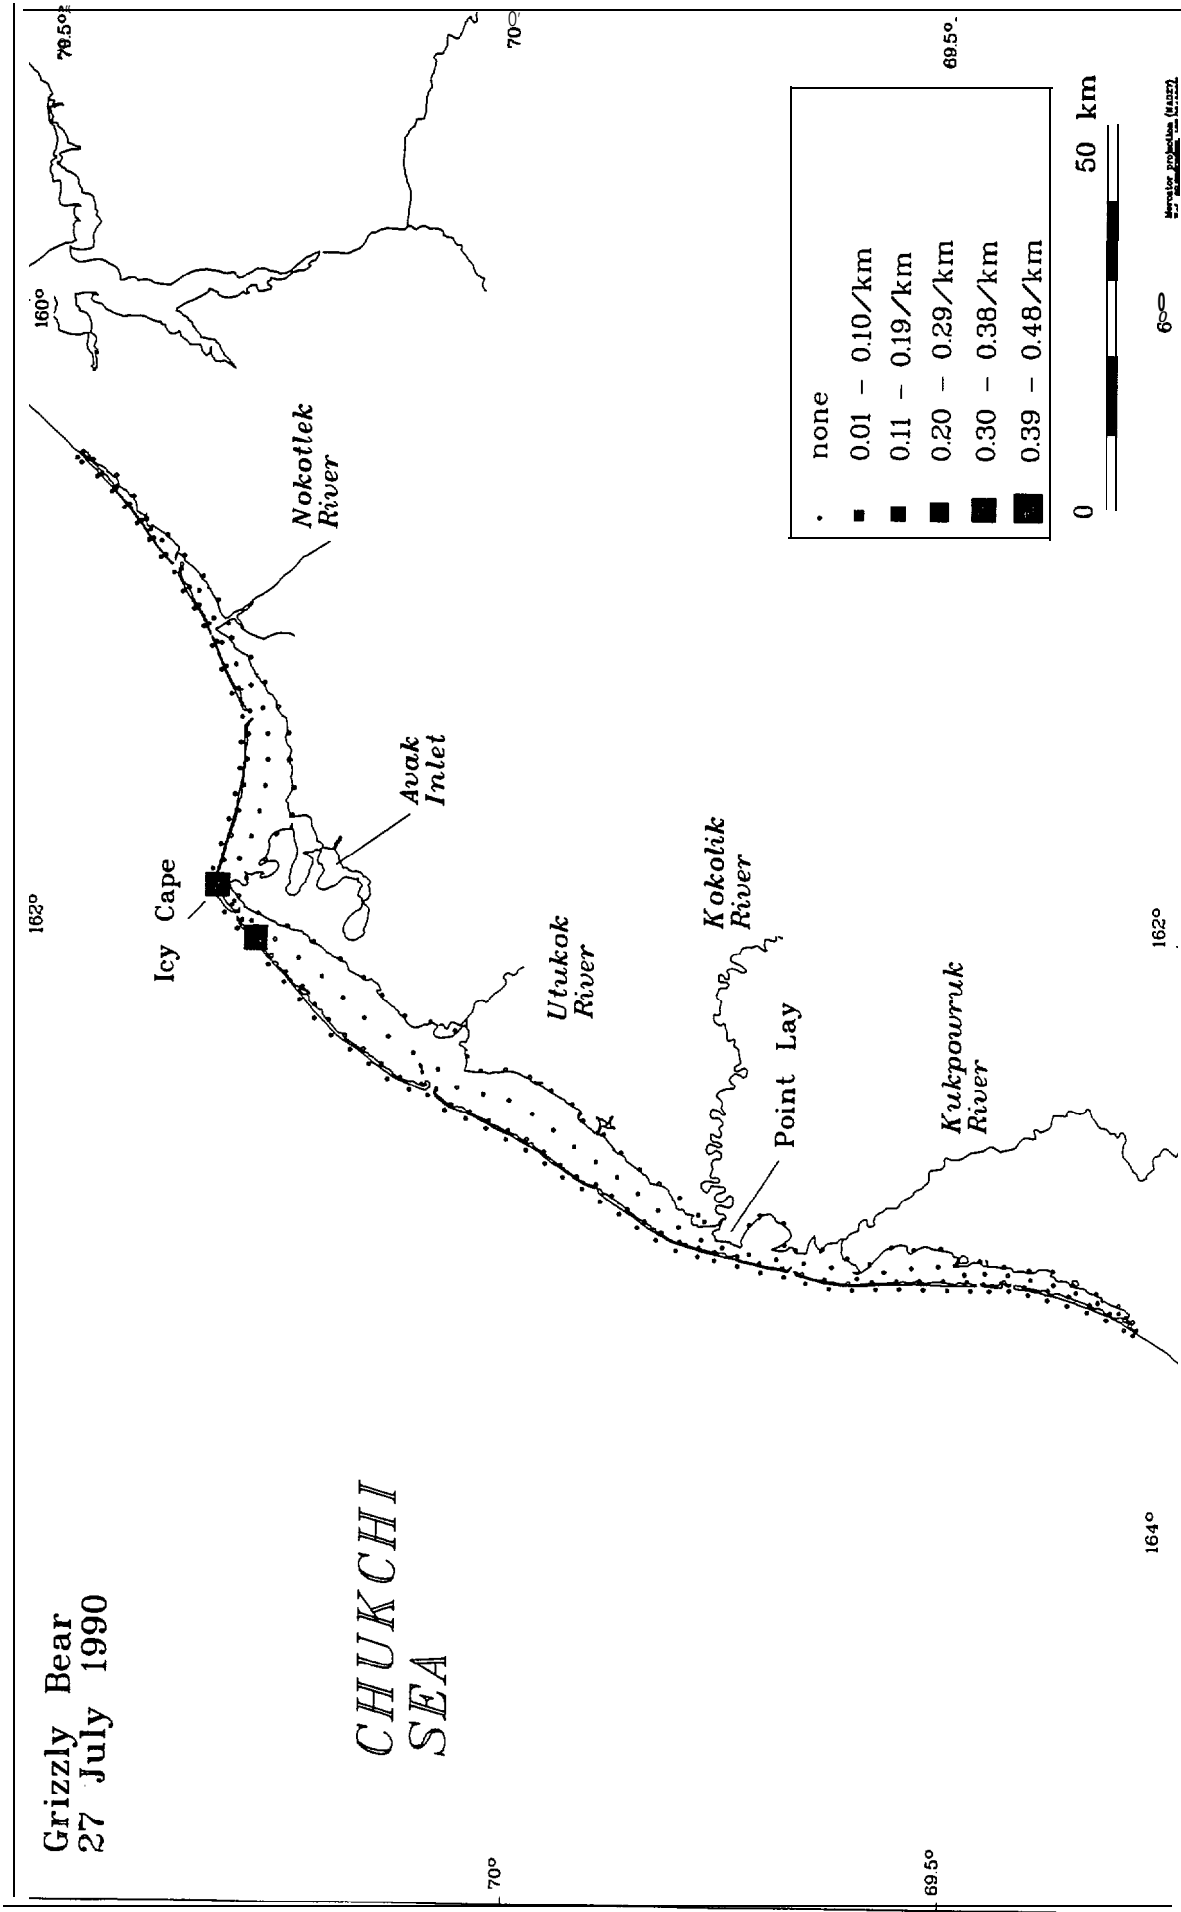 Grizzly Bear
27 July 1990
CHUKCHI
SEA
Icy Cape
Nokotlek
River
Avak
Inlet
Utukok
River
Kokolik
River
Point Lay
Kukpowruk
River
162°
160°
70°
70°
69.5°
69.5°
164°
162°
none
0.01 – 0.10/km
0.11 – 0.19/km
0.20 – 0.29/km
0.30 – 0.38/km
0.39 – 0.48/km
0
50 km
Mercator projection